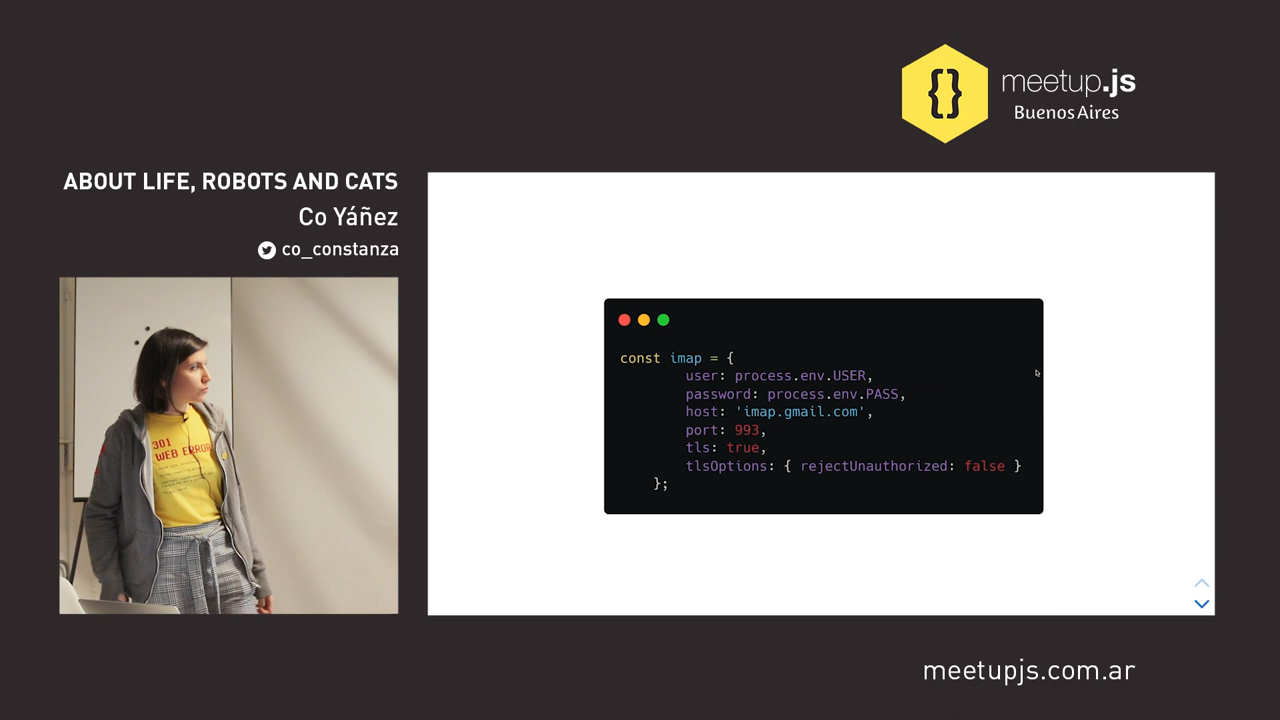 {} meetup.js
Buenos Aires
ABOUT LIFE, ROBOTS AND CATS
Co Yáñez
co_constanza
301
WEB ERROR
const imap = {
user: process.env.USER,
password: process.env.PASS,
host: 'imap.gmail.com',
port: 993,
tls: true,
tlsOptions: { rejectUnauthorized: false }
};
meetupjs.com.ar